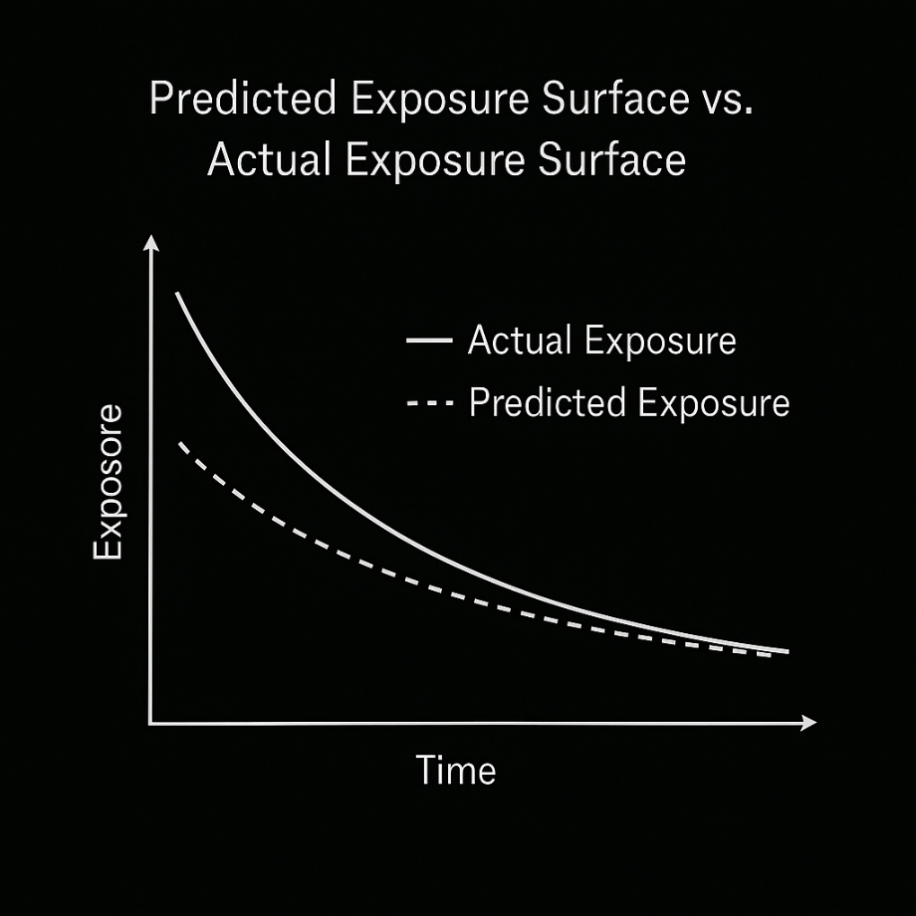 Predicted Exposure Surface vs.
Actual Exposure Surface
Actual Exposure
Predicted Exposure
Exposore
Time